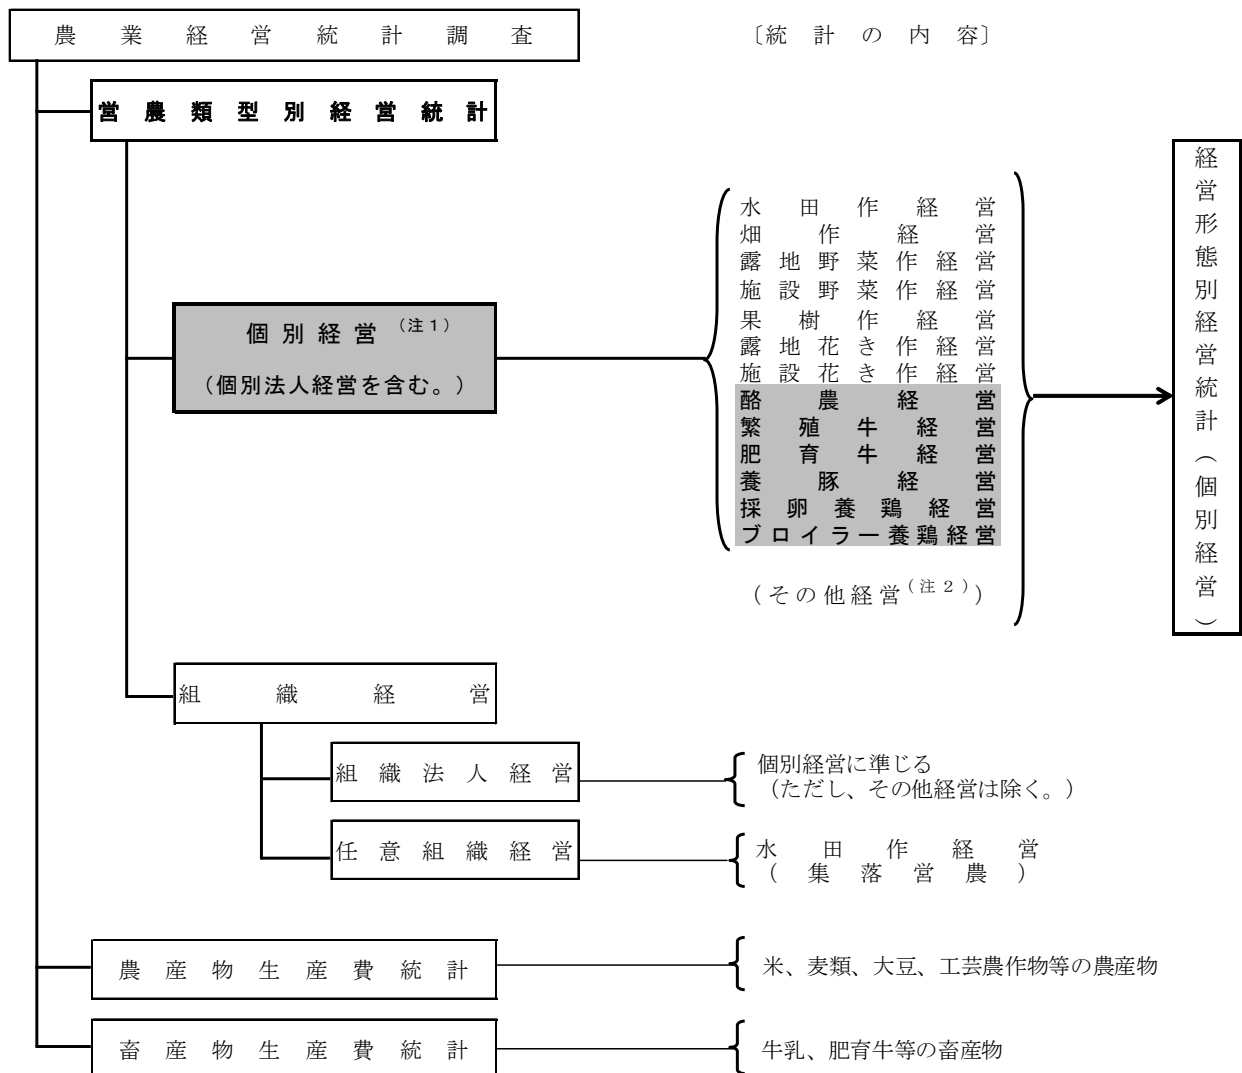 農業経営統計調査
〔統計の内容〕
営農類型別経営統計
個別経営（注１）
（個別法人経営を含む。）
水田作経営
畑作経営
露地野菜作経営
施設野菜作経営
果樹作経営
露地花き作経営
施設花き作経営
酪農経営
繁殖牛経営
肥育牛経営
養豚経営
採卵養鶏経営
ブロイラー養鶏経営
（その他経営（注２））
経営形態別経営統計（個別経営）
組織経営
組織法人経営
個別経営に準じる
（ただし、その他経営は除く。）
任意組織経営
水田作経営
（集落営農）
農産物生産費統計
米、麦類、大豆、工芸農作物等の農産物
畜産物生産費統計
牛乳、肥育牛等の畜産物